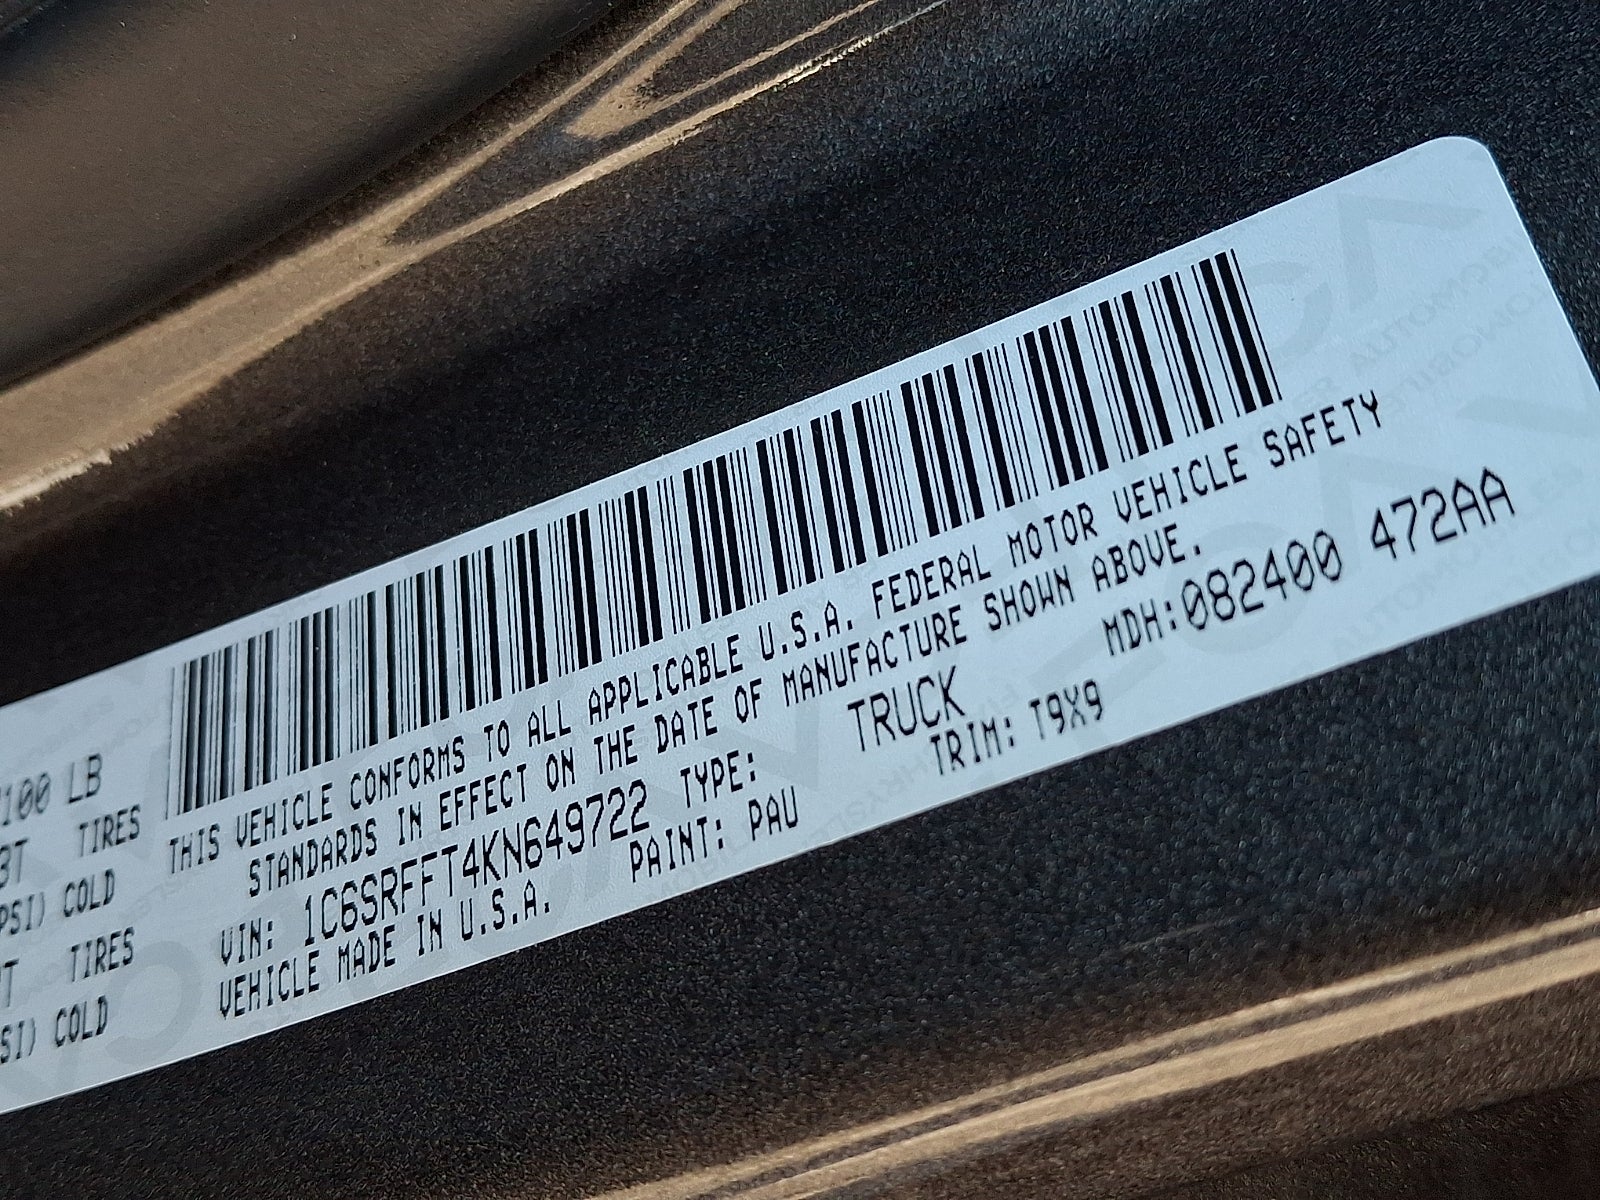 100 LB
TIRES
COLD
TIRES
COLD
THIS VEHICLE CONFORMS TO ALL APPLICABLE U.S.A. FEDERAL MOTOR VEHICLE SAFETY
STANDARDS IN EFFECT ON THE DATE OF MANUFACTURE SHOWN ABOVE.
VIN: 1C6SRFFT4KN649722 TYPE: TRUCK MDH:082400 472AA
VEHICLE MADE IN U.S.A. PAINT: PAU TRIM: T9X9